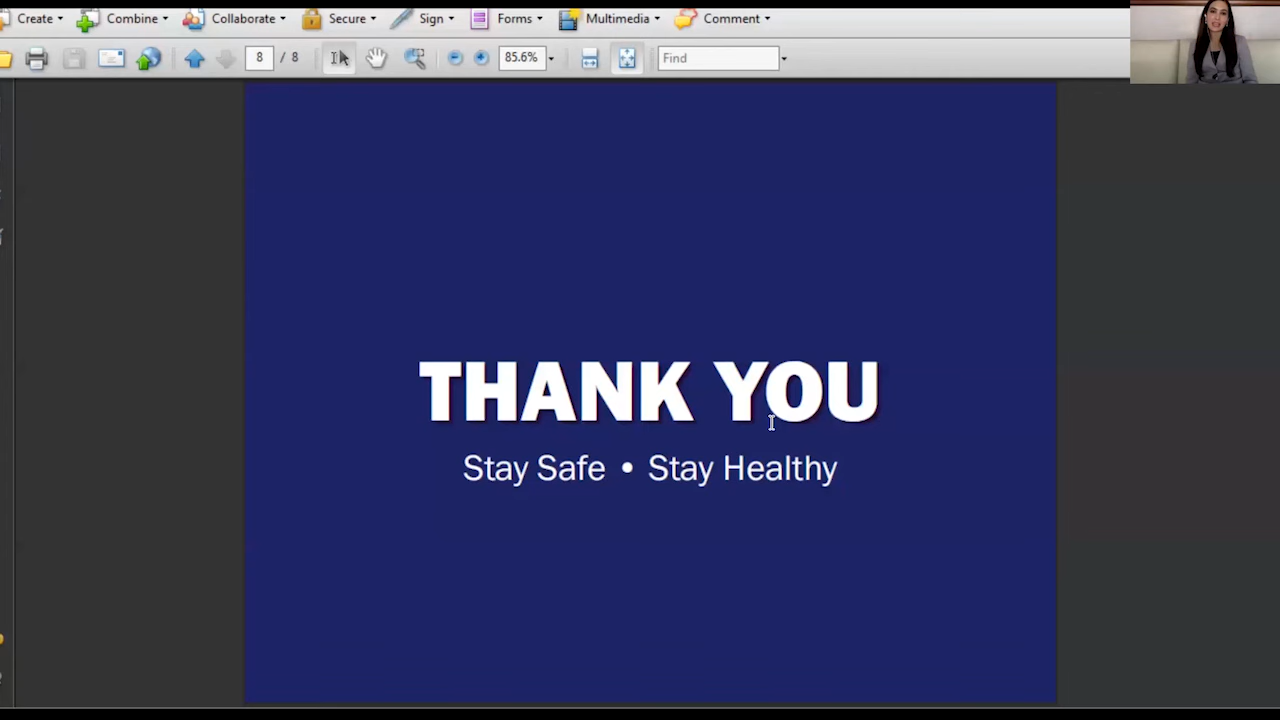 Create Combine Collaborate Secure Sign Forms Multimedia Comment
8 / 8 85.6% Find
THANK YOU
Stay Safe • Stay Healthy